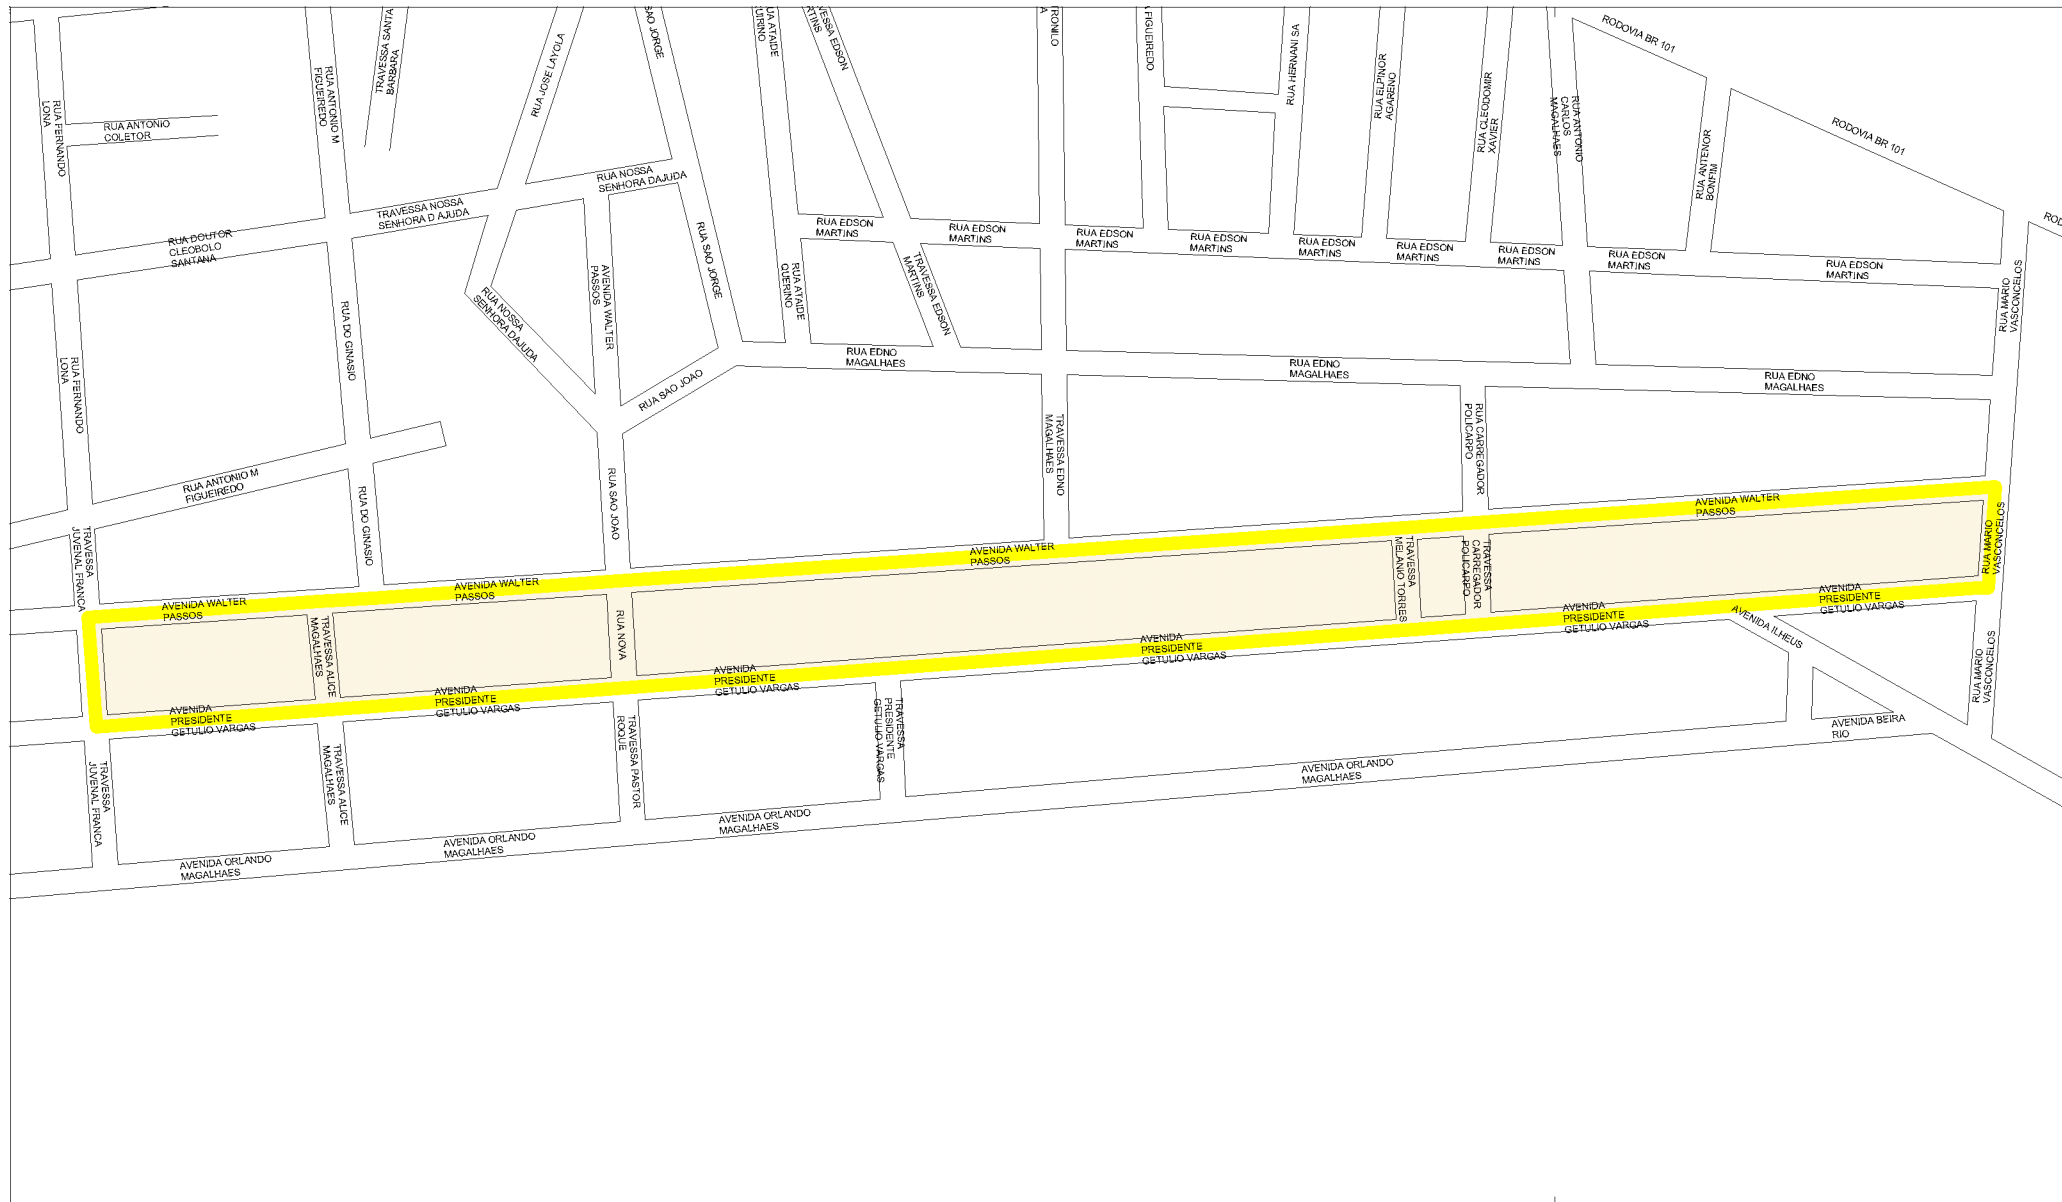 TRAVESSA SANTA
BARBARA
RUA JOSE LAYOLA
SAO JORGE
RUA ATAIDE
TRAVESSA EDSON
MARTINS
FIGUEIREDO
RUA HERNANI SA
RUA ELPINOR
AGARENO
RUA CLEODOMIR
XAVIER
RUA ANTONIO
CARLOS
MAGALHAES
RODOVIA BR 101
RUA ANTENOR
BONFIM
RODOVIA BR 101
RUA FERNANDO
LONA
RUA ANTONIO
COLETOR
RUA ANTONIO M
FIGUEIREDO
RUA NOSSA
SENHORA DAJUDA
TRAVESSA NOSSA
SENHORA D AJUDA
RUA DOUTOR
CLEOBOLO
SANTANA
RUA SAO JORGE
RUA EDSON
MARTINS
RUA EDSON
MARTINS
RUA EDSON
MARTINS
RUA EDSON
MARTINS
RUA EDSON
MARTINS
RUA EDSON
MARTINS
RUA EDSON
MARTINS
RUA EDSON
MARTINS
RUA EDSON
MARTINS
AVENIDA WALTER
PASSOS
RUA ATAIDE
QUERINO
TRAVESSA EDSON
MARTINS
RUA MARIO
VASCONCELOS
RUA NOSSA
SENHORA DAJUDA
RUA DO GINASIO
RUA FERNANDO
LONA
RUA EDNO
MAGALHAES
RUA EDNO
MAGALHAES
RUA EDNO
MAGALHAES
RUA SAO JOAO
TRAVESSA EDNO
MAGALHAES
RUA CARREGADOR
POLICARPO
RUA ANTONIO M
FIGUEIREDO
RUA DO GINASIO
RUA SAO JOAO
TRAVESSA
JUVENAL FRANCA
AVENIDA WALTER
PASSOS
AVENIDA WALTER
PASSOS
AVENIDA WALTER
PASSOS
AVENIDA WALTER
PASSOS
RUA MARIO
VASCONCELOS
TRAVESSA
MELANIO TORRES
TRAVESSA
CARREGADOR
POLICARPO
TRAVESSA ALICE
MAGALHAES
RUA NOVA
AVENIDA
PRESIDENTE
GETULIO VARGAS
AVENIDA
PRESIDENTE
GETULIO VARGAS
AVENIDA
PRESIDENTE
GETULIO VARGAS
AVENIDA
PRESIDENTE
GETULIO VARGAS
AVENIDA
PRESIDENTE
GETULIO VARGAS
AVENIDA
PRESIDENTE
GETULIO VARGAS
AVENIDA ILHEUS
RUA MARIO
VASCONCELOS
TRAVESSA
JUVENAL FRANCA
TRAVESSA ALICE
MAGALHAES
TRAVESSA PASTOR
ROQUE
TRAVESSA
PRESIDENTE
GETULIO VARGAS
AVENIDA BEIRA
RIO
AVENIDA ORLANDO
MAGALHAES
AVENIDA ORLANDO
MAGALHAES
AVENIDA ORLANDO
MAGALHAES
AVENIDA ORLANDO
MAGALHAES